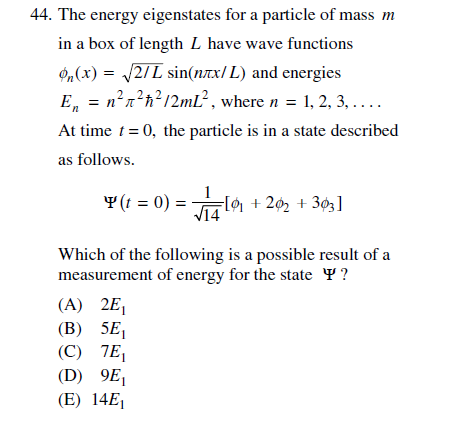 44. The energy eigenstates for a particle of mass m
in a box of length L have wave functions
ϕₙ(x) = √2/L sin(nπx/L) and energies
Eₙ = n²π²ħ²/2mL², where n = 1, 2, 3, . . . .
At time t = 0, the particle is in a state described
as follows.
Ψ(t = 0) = 1/√14 [ϕ₁ + 2ϕ₂ + 3ϕ₃]
Which of the following is a possible result of a
measurement of energy for the state Ψ ?
(A) 2E₁
(B) 5E₁
(C) 7E₁
(D) 9E₁
(E) 14E₁